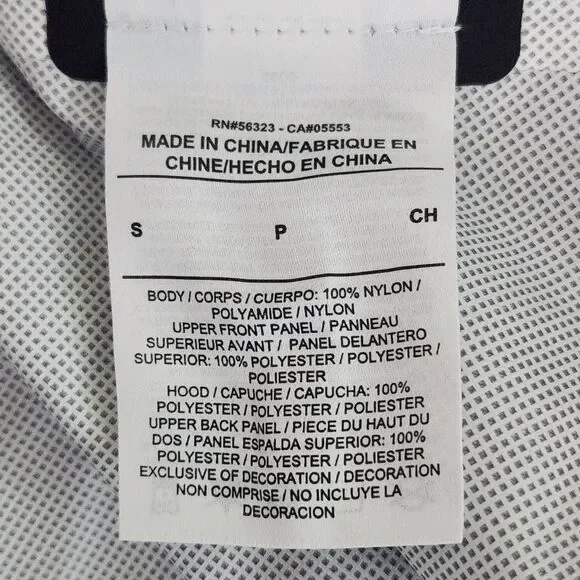 RN#56323 - CA#05553
MADE IN CHINA/FABRIQUE EN
CHINE/HECHO EN CHINA
S P CH
BODY / CORPS / CUERPO: 100% NYLON /
POLYAMIDE / NYLON
UPPER FRONT PANEL / PANNEAU
SUPERIEUR AVANT / PANEL DELANTERO
SUPERIOR: 100% POLYESTER / POLYESTER /
POLIESTER
HOOD / CAPUCHE / CAPUCHA: 100%
POLYESTER / POLYESTER / POLIESTER
UPPER BACK PANEL / PIECE DU HAUT DU
DOS / PANEL ESPALDA SUPERIOR: 100%
POLYESTER / POLYESTER / POLIESTER
EXCLUSIVE OF DECORATION / DECORATION
NON COMPRISE / NO INCLUYE LA
DECORACION